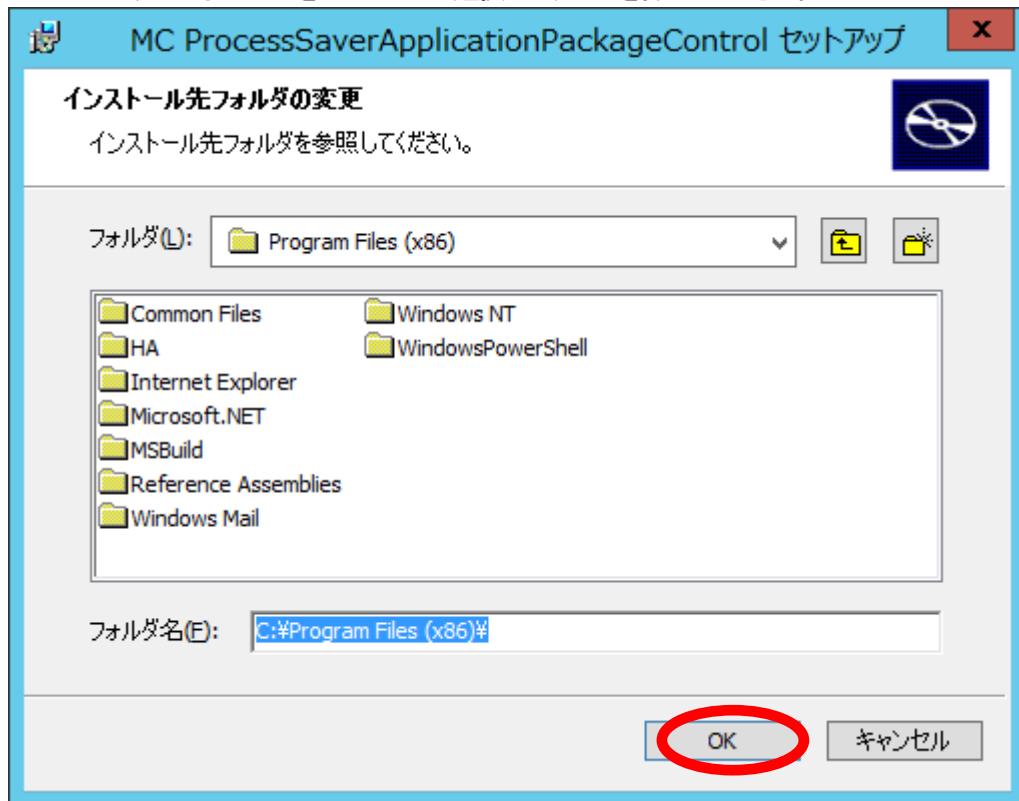 MC ProcessSaverApplicationPackageControl セットアップ
x
インストール先フォルダの変更
インストール先フォルダを参照してください。
フォルダ(L): Program Files (x86)
Common Files Windows NT
HA WindowsPowerShell
Internet Explorer
Microsoft.NET
MSBuild
Reference Assemblies
Windows Mail
フォルダ名(F): C:¥Program Files (x86)¥
OK キャンセル